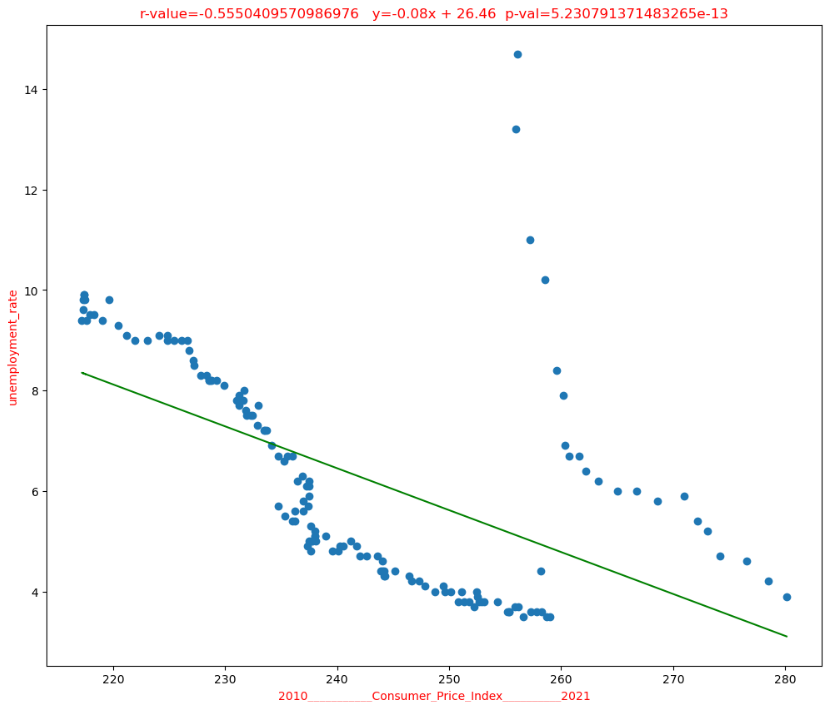 r-value=-0.5550409570986976 y=-0.08x + 26.46 p-val=5.230791371483265e-13
14
12
10
8
6
4
unemployment_rate
220 230 240 250 260 270 280
2010___________Consumer_Price_Index__________2021